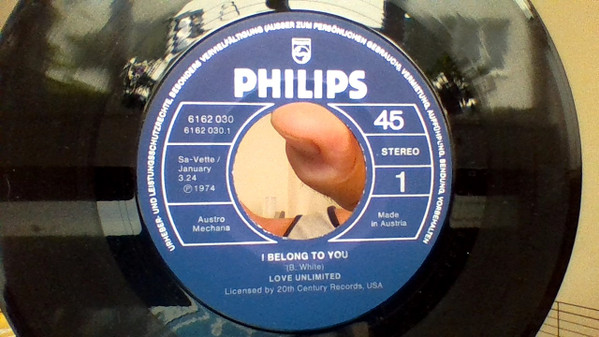 URHEBER- UND LEISTUNGSSCHUTZRECHTE, BESONDERS VERVIELFÄLTIGUNG (AUSSER ZUM PERSÖNLICHEN GEBRAUCH) VERMIETUNG, AUFFÜHRUNG, SENDUNG, VORBEHALTEN
PHILIPS
PHILIPS
6162 030
6162 030.1
45
STEREO
Sa-Vette /
January
3.24
℗ 1974
1
Austro
Mechana
Made
in Austria
I BELONG TO YOU
(B. White)
LOVE UNLIMITED
Licensed by 20th Century Records, USA